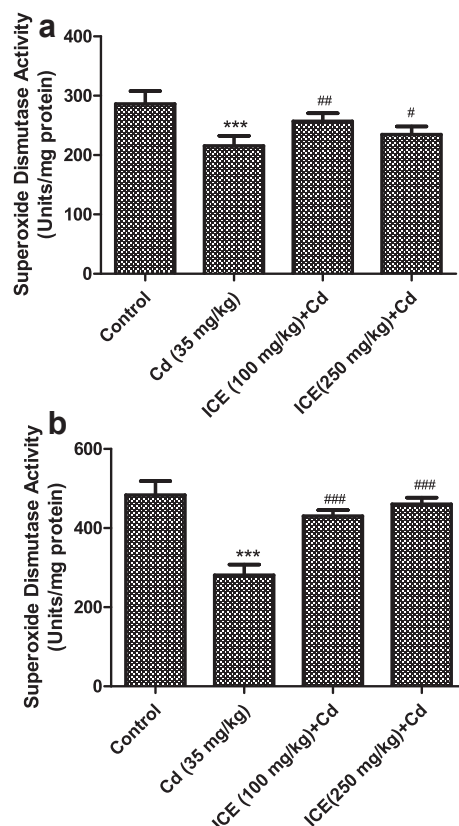 a
Superoxide Dismutase Activity
(Units/mg protein)
400
300
200
100
0
***
##
#
Control
Cd (35 mg/kg)
ICE (100 mg/kg)+Cd
ICE(250 mg/kg)+Cd
b
Superoxide Dismutase Activity
(Units/mg protein)
600
400
200
0
***
###
###
Control
Cd (35 mg/kg)
ICE (100 mg/kg)+Cd
ICE(250 mg/kg)+Cd